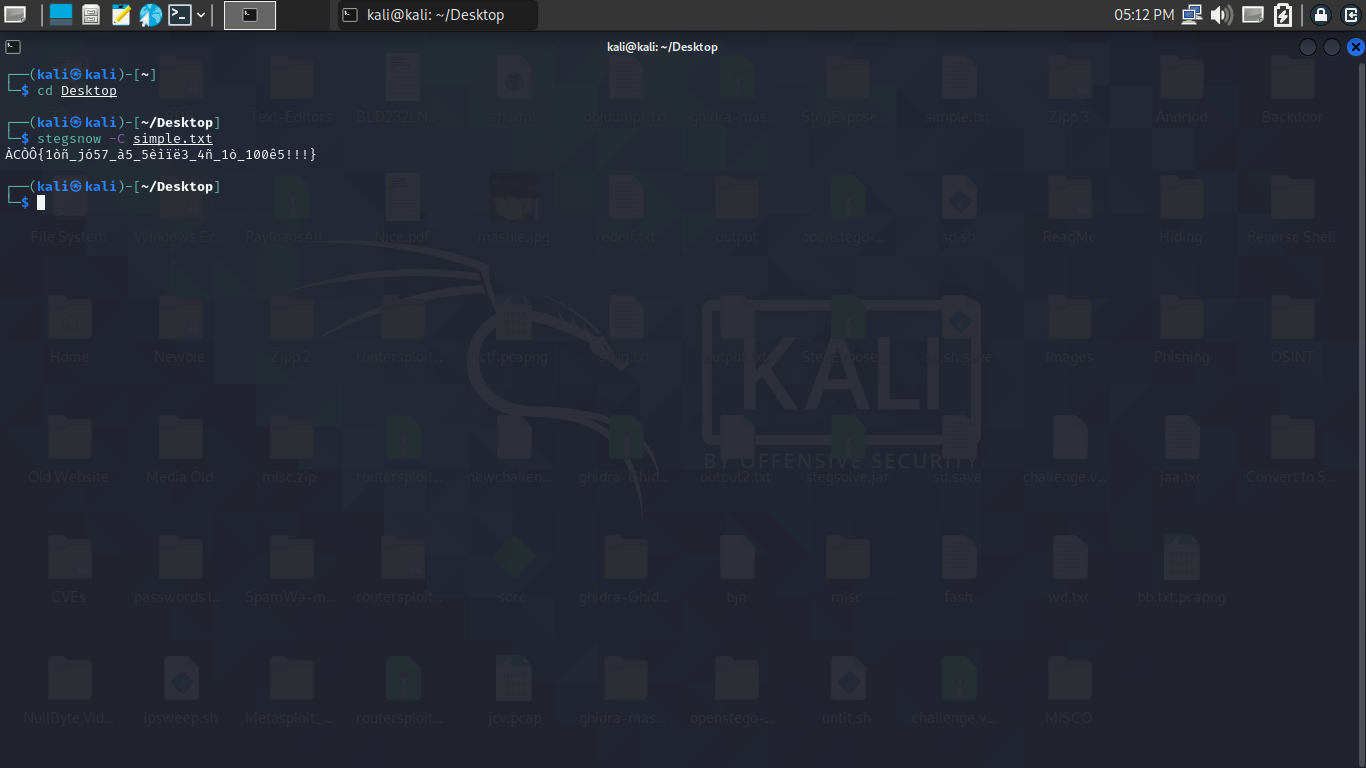 kali@kali: ~/Desktop
05:12 PM
kali@kali: ~/Desktop
┌──(kali㉿kali)-[~]
└─$ cd Desktop
┌──(kali㉿kali)-[~/Desktop]
└─$ stegsnow -C simple.txt
ÀCÒÔ{1òñ_jó57_à5_5èìïë3_4ñ_1ò_100ê5!!!}
┌──(kali㉿kali)-[~/Desktop]
└─$
Text-Editors simple.txt Zipp 3 Andriod Backdoor
File System Windows Ex... PayloadsAll... Nice.pdf mashle.jpg redeif.txt output openstego-... sd.sh ReadMe Hiding Reverse Shell
KALI
Home Newbie Zipp 2 routersploit... ctf.pcapng StegExpose... sd.sh.save Images Phishing OSINT
BY OFFENSIVE SECURITY
Old Website Media Old misc.zip routersploit... newchallen... ghidra-Ghid... output2.txt stegsolve.jar sd.save challenge.v... jaa.txt Convert to S...
CVEs passwords l... SpamWa-m... routersploit... sore ghidra-Ghid... bjn misc fash wd.txt bb.txt.pcapng
NullByte Vid... ipsweep.sh Metasploit_... routersploit... jcv.pcap ghidra-mas... openstego-... untit.sh challenge.v... MISCO